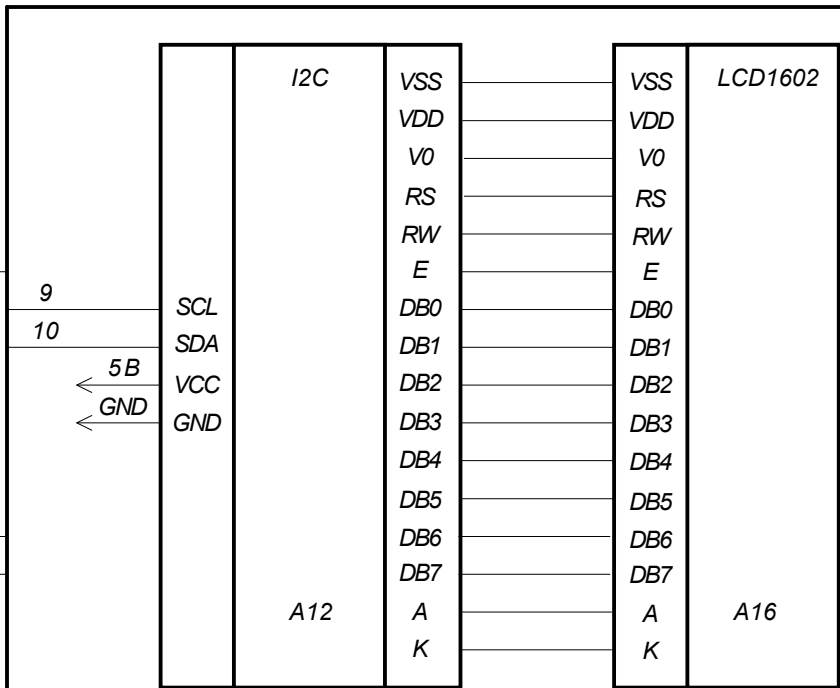 I2C
VSS
VSS
LCD1602
VDD
VDD
V0
V0
RS
RS
RW
RW
E
E
9
SCL
DB0
DB0
10
SDA
DB1
DB1
5В
VCC
DB2
DB2
GND
GND
DB3
DB3
DB4
DB4
DB5
DB5
DB6
DB6
DB7
DB7
A12
A
A
A16
K
K